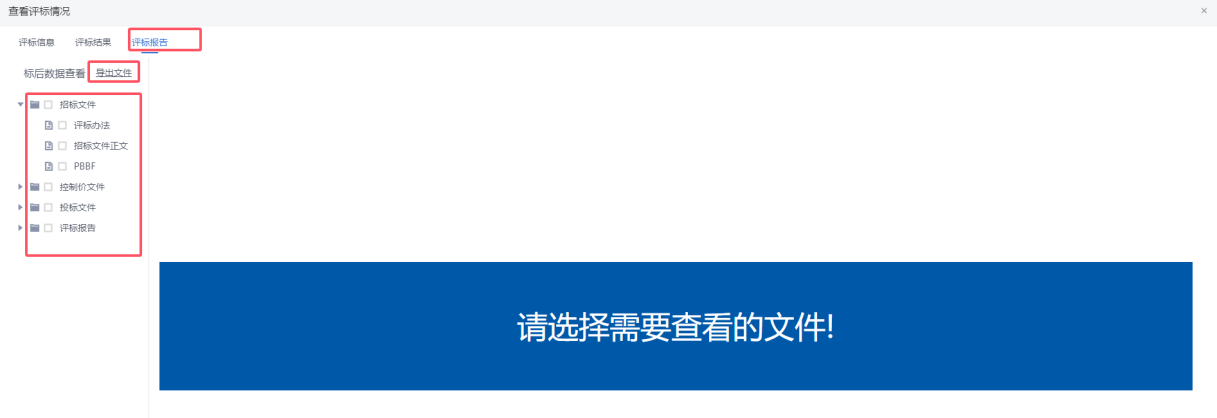 查看评标情况 ×
评标信息 评标结果 评标报告
标后数据查看 导出文件
招标文件
评标办法
招标文件正文
PBBF
控制价文件
投标文件
评标报告
请选择需要查看的文件!